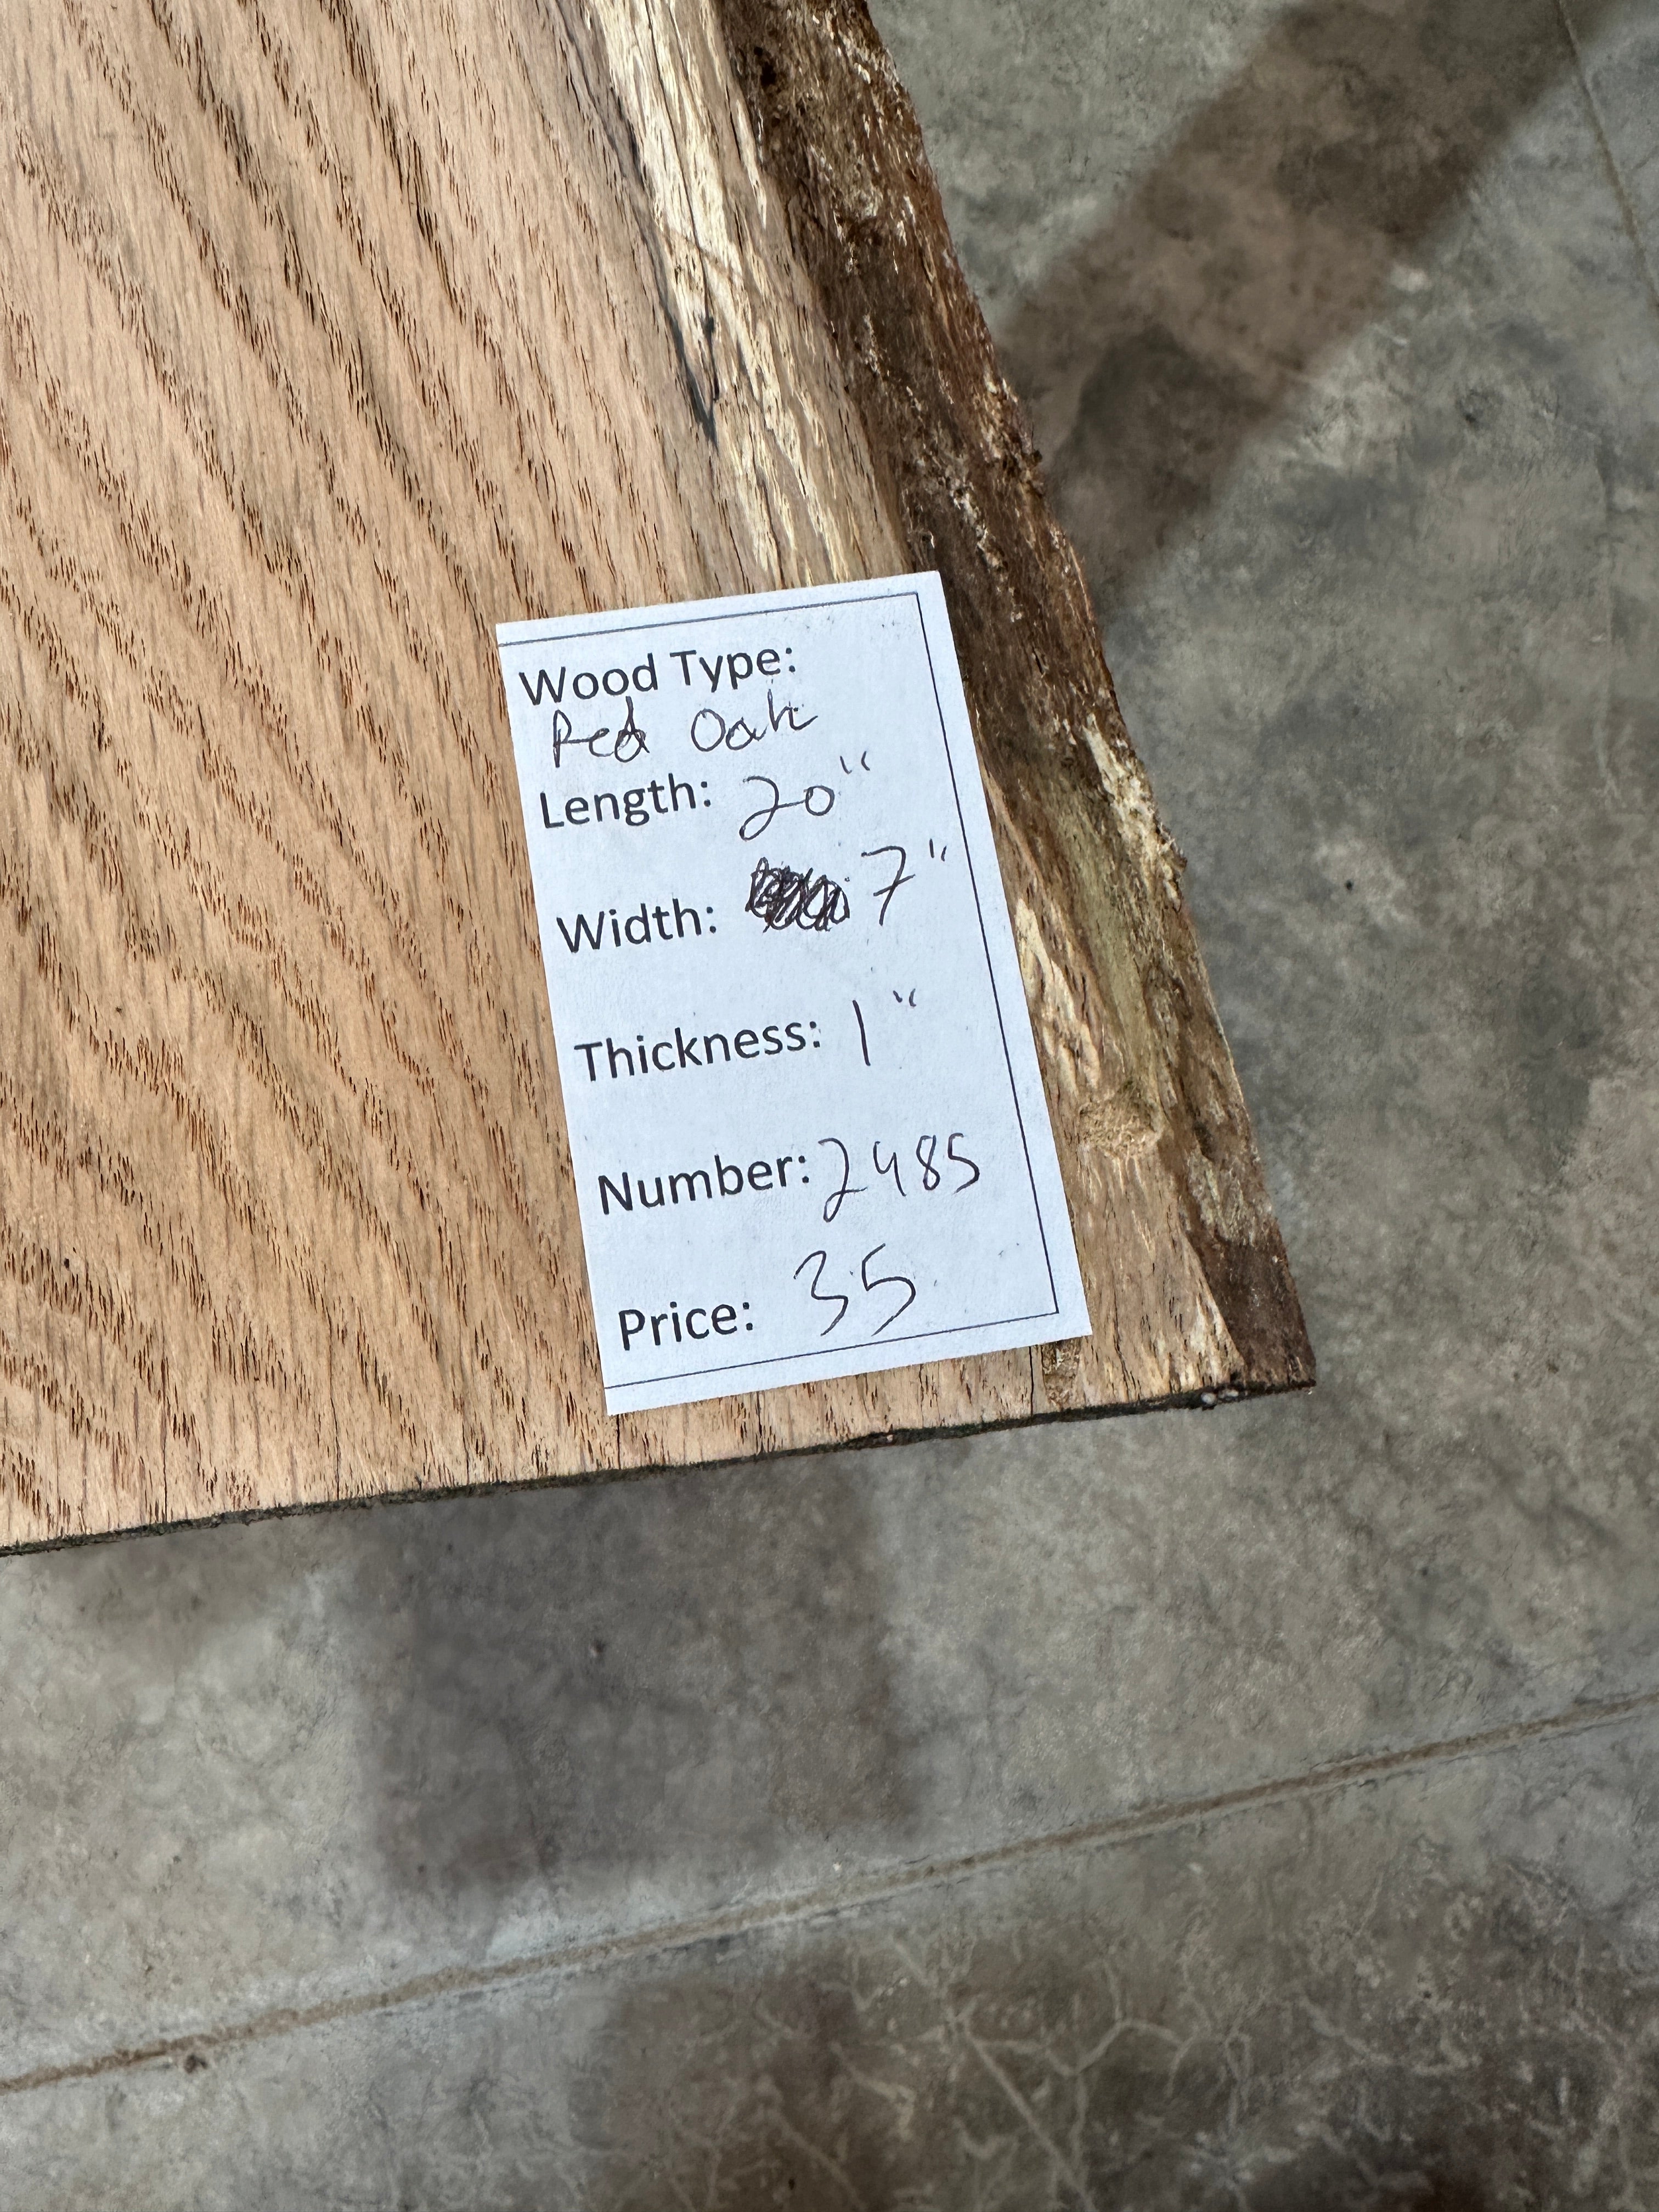 Wood Type:
Red Oak
Length: 20"
Width: 7"
Thickness: 1"
Number: 2485
Price: 35